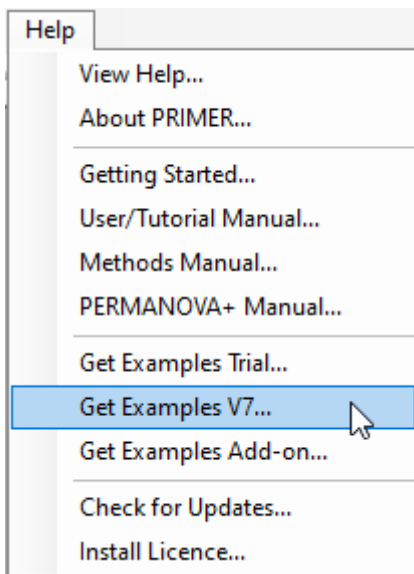 Help
View Help...
About PRIMER...
Getting Started...
User/Tutorial Manual...
Methods Manual...
PERMANOVA+ Manual...
Get Examples Trial...
Get Examples V7...
Get Examples Add-on...
Check for Updates...
Install Licence...